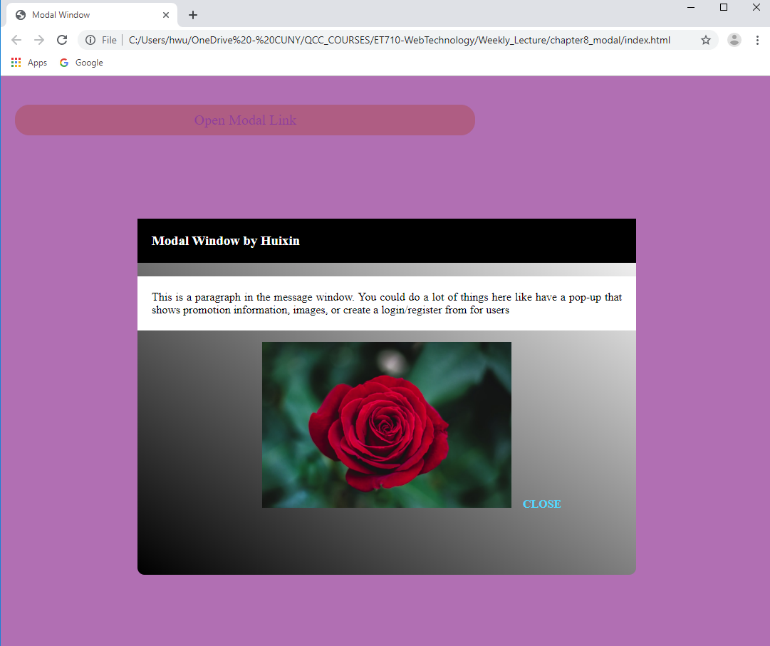 Modal Window
File | C:/Users/hwu/OneDrive%20-%20CUNY/QCC_COURSES/ET710-WebTechnology/Weekly_Lecture/chapter8_modal/index.html
Apps Google
Open Modal Link
Modal Window by Huixin
This is a paragraph in the message window. You could do a lot of things here like have a pop-up that
shows promotion information, images, or create a login/register from for users
CLOSE